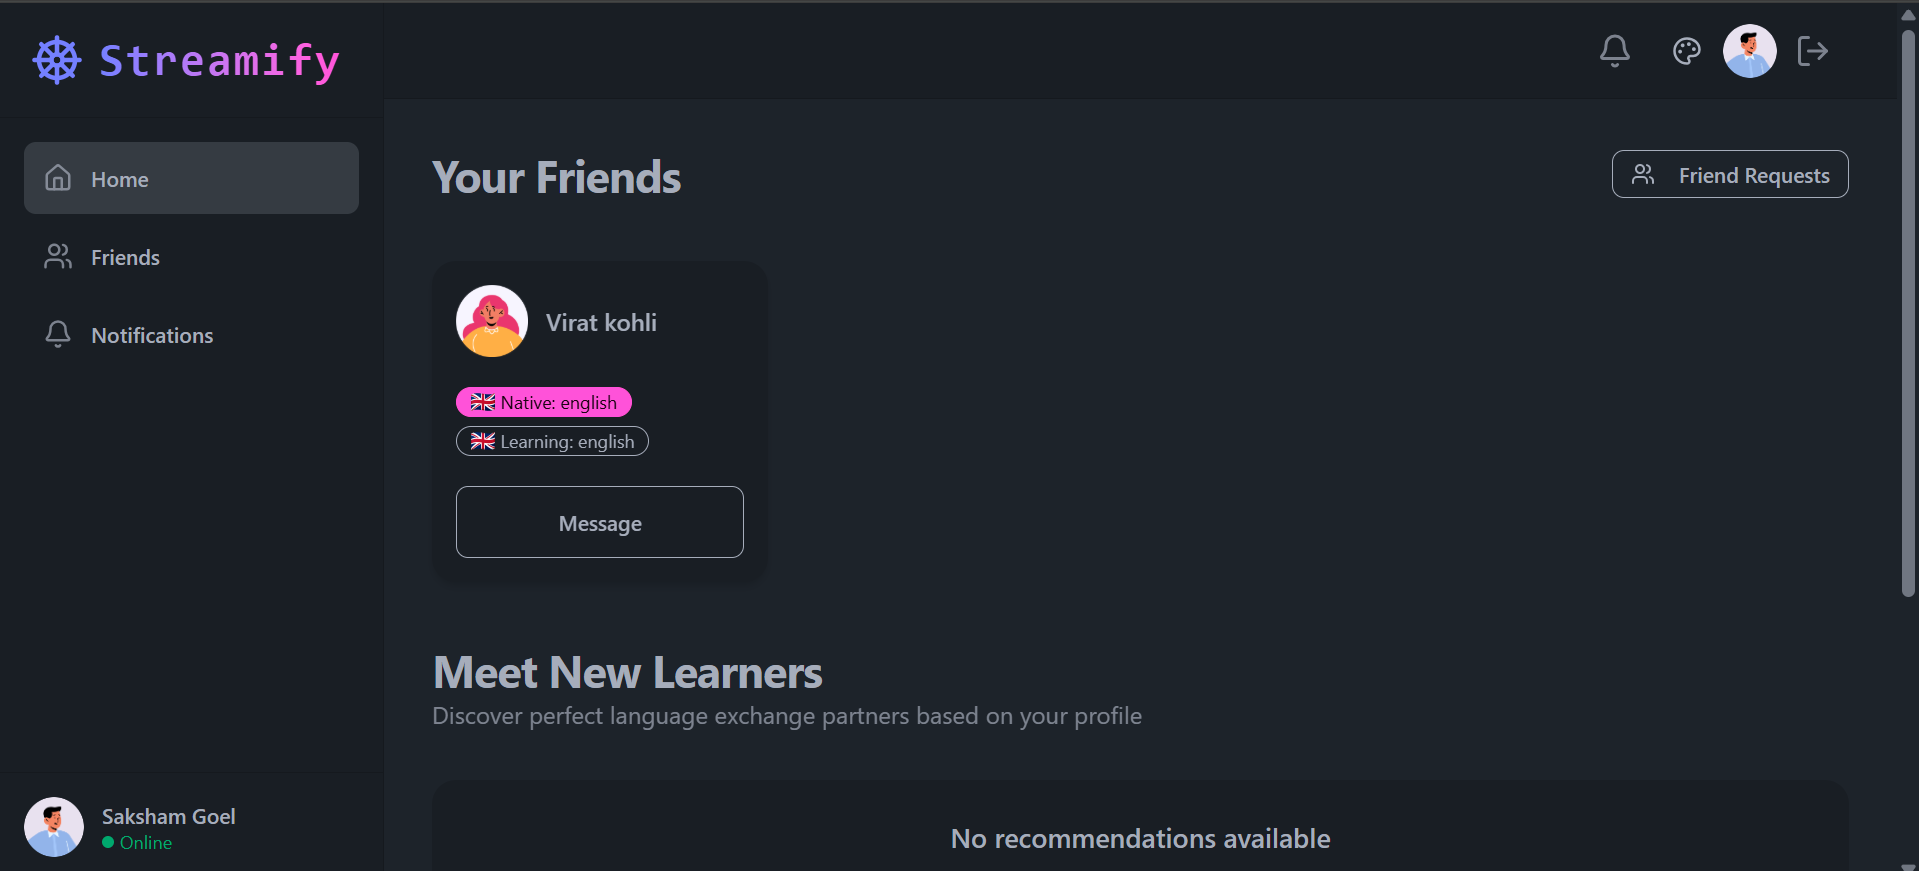 Streamify
Home
Friends
Notifications
Saksham Goel
Online
Your Friends
Friend Requests
Virat kohli
Native: english
Learning: english
Message
Meet New Learners
Discover perfect language exchange partners based on your profile
No recommendations available